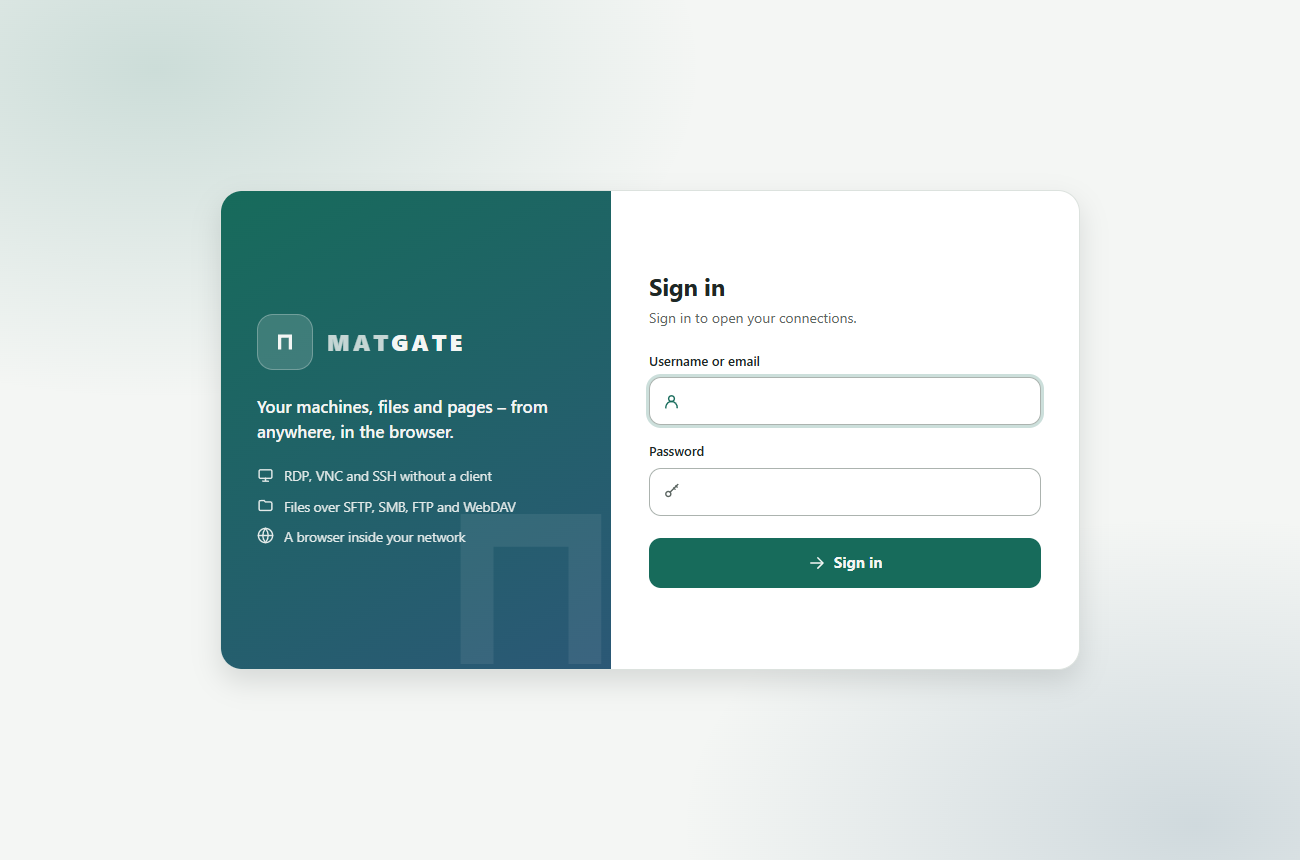 MATGATE
Your machines, files and pages – from
anywhere, in the browser.
RDP, VNC and SSH without a client
Files over SFTP, SMB, FTP and WebDAV
A browser inside your network
Sign in
Sign in to open your connections.
Username or email
Password
Sign in